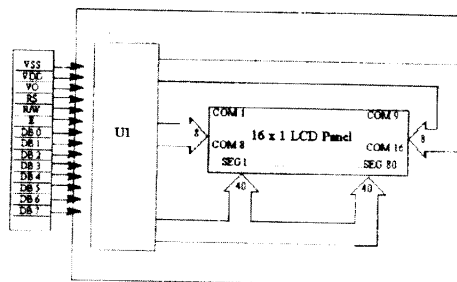 VSS
VDD
VO
RS
R/W
E
DB 0
DB 1
DB 2
DB 3
DB 4
DB 5
DB 6
DB 7
U1
COM 1
COM 9
8
16 x 1 LCD Panel
8
COM 8
COM 16
SEG 1
SEG 80
40
40